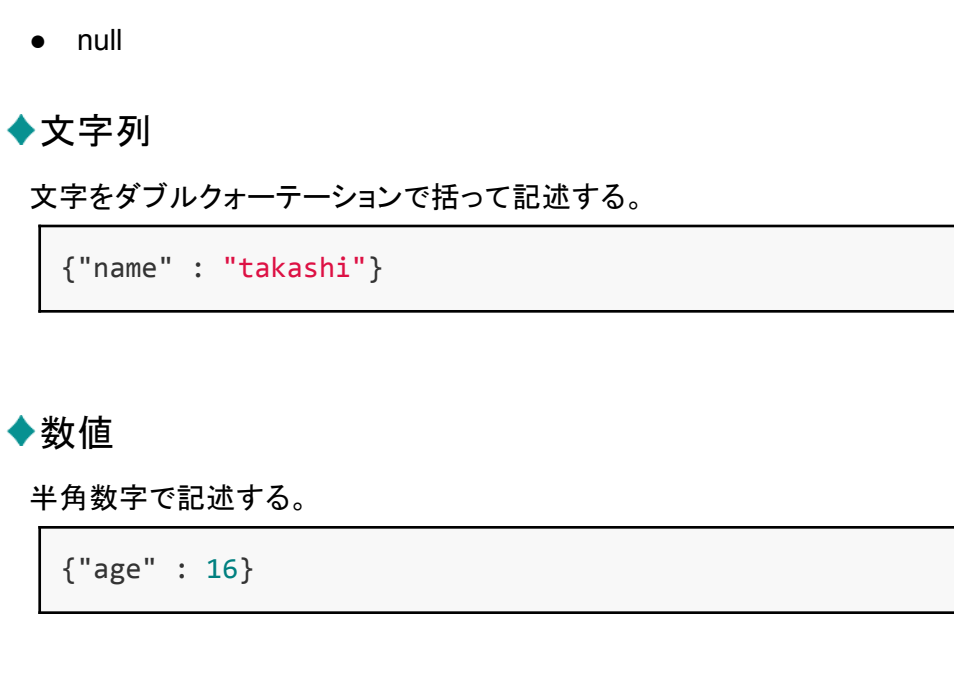 ● null
◆文字列
文字をダブルクォーテーションで括って記述する。
{"name" : "takashi"}
◆数値
半角数字で記述する。
{"age" : 16}